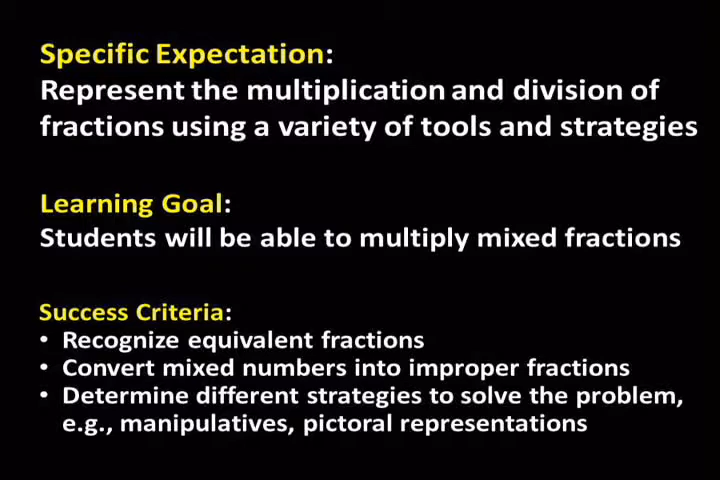 Specific Expectation:
Represent the multiplication and division of
fractions using a variety of tools and strategies
Learning Goal:
Students will be able to multiply mixed fractions
Success Criteria:
• Recognize equivalent fractions
• Convert mixed numbers into improper fractions
• Determine different strategies to solve the problem,
e.g., manipulatives, pictoral representations